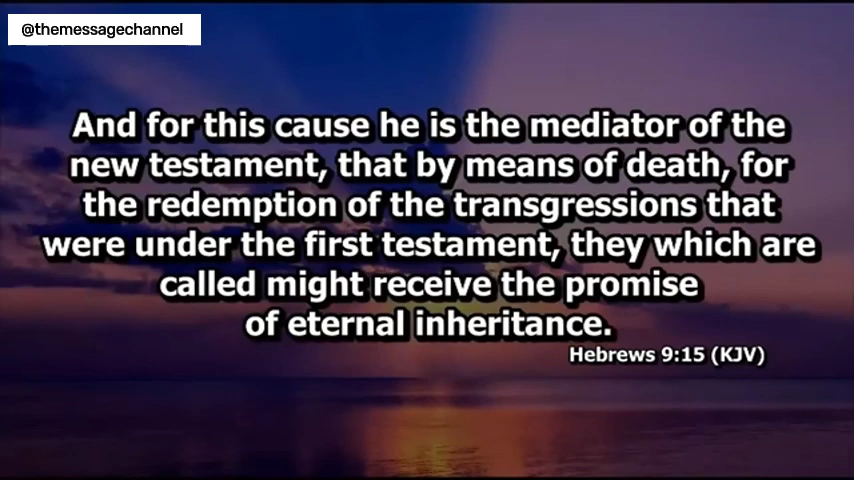 @themessagechannel
And for this cause he is the mediator of the
new testament, that by means of death, for
the redemption of the transgressions that
were under the first testament, they which are
called might receive the promise
of eternal inheritance.
Hebrews 9:15 (KJV)